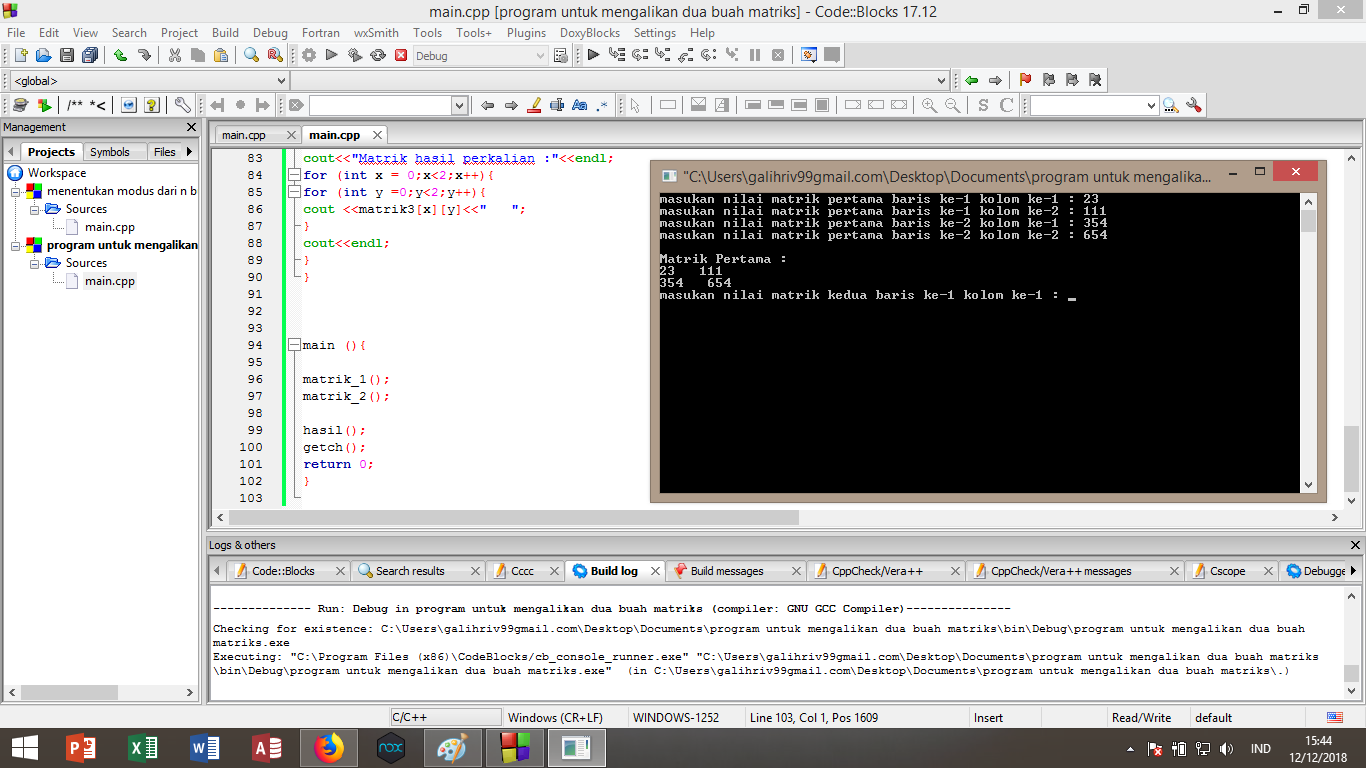 main.cpp [program untuk mengalikan dua buah matriks] - Code::Blocks 17.12
File Edit View Search Project Build Debug Fortran wxSmith Tools Tools+ Plugins DoxyBlocks Settings Help
Debug
<global>
/** *<
Aa .*
S C
Management
Projects Symbols Files
Workspace
menentukan modus dari n b
Sources
main.cpp
program untuk mengalikan
Sources
main.cpp
main.cpp main.cpp
83 cout<<"Matrik hasil perkalian :"<<endl;
84 for (int x = 0;x<2;x++){
85 for (int y =0;y<2;y++){
86 cout <<matrik3[x][y]<<"   ";
87 }
88 cout<<endl;
89 }
90 }
91
92
93
94 main (){
95
96 matrik_1();
97 matrik_2();
98
99 hasil();
100 getch();
101 return 0;
102 }
103
"C:\Users\galihriv99gmail.com\Desktop\Documents\program untuk mengalika...
masukan nilai matrik pertama baris ke-1 kolom ke-1 : 23
masukan nilai matrik pertama baris ke-1 kolom ke-2 : 111
masukan nilai matrik pertama baris ke-2 kolom ke-1 : 354
masukan nilai matrik pertama baris ke-2 kolom ke-2 : 654
Matrik Pertama :
23   111
354   654
masukan nilai matrik kedua baris ke-1 kolom ke-1 : _
Logs & others
Code::Blocks Search results Cccc Build log Build messages CppCheck/Vera++ CppCheck/Vera++ messages Cscope Debugge
-------------- Run: Debug in program untuk mengalikan dua buah matriks (compiler: GNU GCC Compiler)---------------
Checking for existence: C:\Users\galihriv99gmail.com\Desktop\Documents\program untuk mengalikan dua buah matriks\bin\Debug\program untuk mengalikan dua buah
matriks.exe
Executing: "C:\Program Files (x86)\CodeBlocks/cb_console_runner.exe" "C:\Users\galihriv99gmail.com\Desktop\Documents\program untuk mengalikan dua buah matriks
\bin\Debug\program untuk mengalikan dua buah matriks.exe"  (in C:\Users\galihriv99gmail.com\Desktop\Documents\program untuk mengalikan dua buah matriks\.)
C/C++ Windows (CR+LF) WINDOWS-1252 Line 103, Col 1, Pos 1609 Insert Read/Write default
nox
IND
15:44
12/12/2018